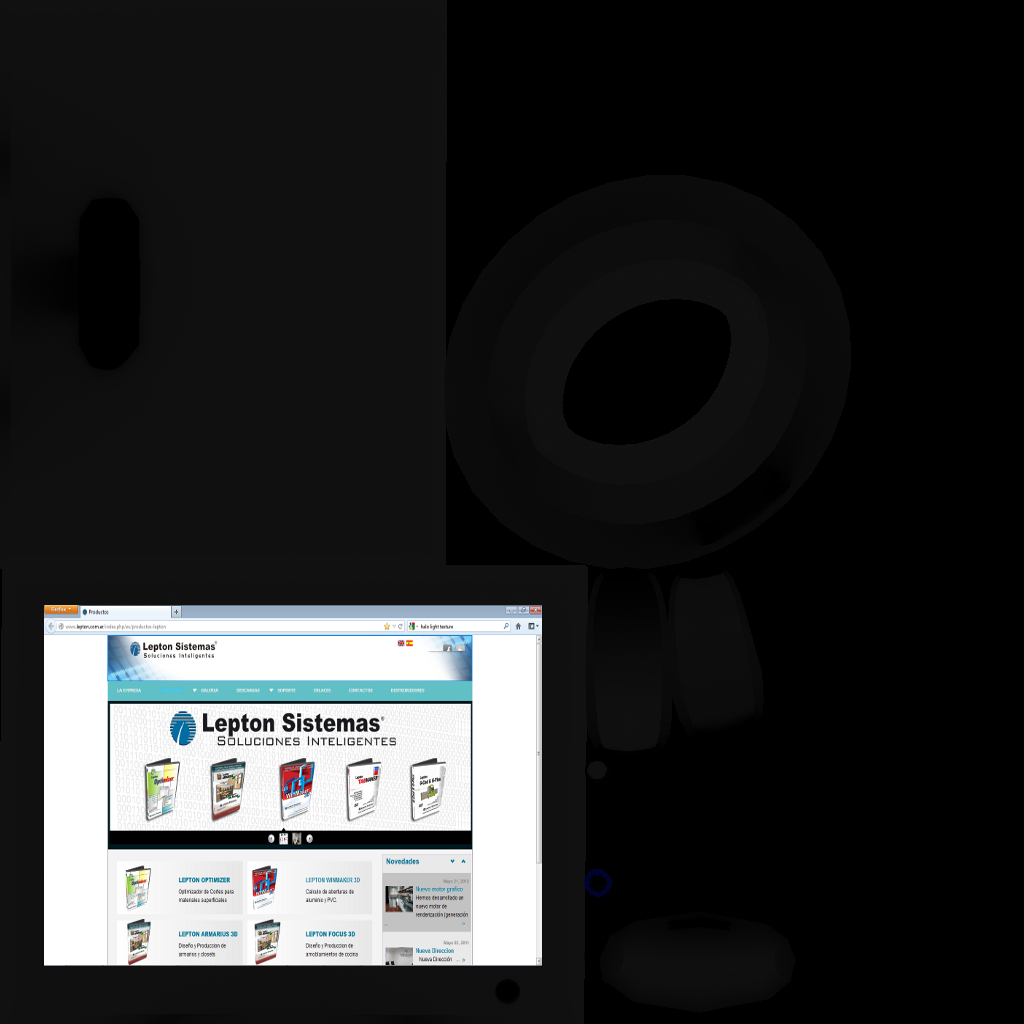 Firefox
Productos
www.lepton.com.ar/index.php/es/productos-lepton
halo light texture
Lepton Sistemas®
Soluciones Inteligentes
LA EMPRESA
GALERIA
DESCARGAS
SOPORTE
ENLACES
CONTACTOS
Lepton Sistemas®
SOLUCIONES INTELIGENTES
Optimizer
LEPTON OPTIMIZER
Optimizador de Cortes para
materiales superficiales
LEPTON WINMAKER 3D
Calculo de aberturas de
aluminio y PVC.
LEPTON ARMARIUS 3D
Diseño y Produccion de
armarios y closets
LEPTON FOCUS 3D
Diseño y Produccion de
amoblamientos de cocina
Novedades
Nuevo motor grafico
Hemos desarrollado un
nuevo motor de
renderización (generación
Nueva Direccion
Nueva Dirección ...